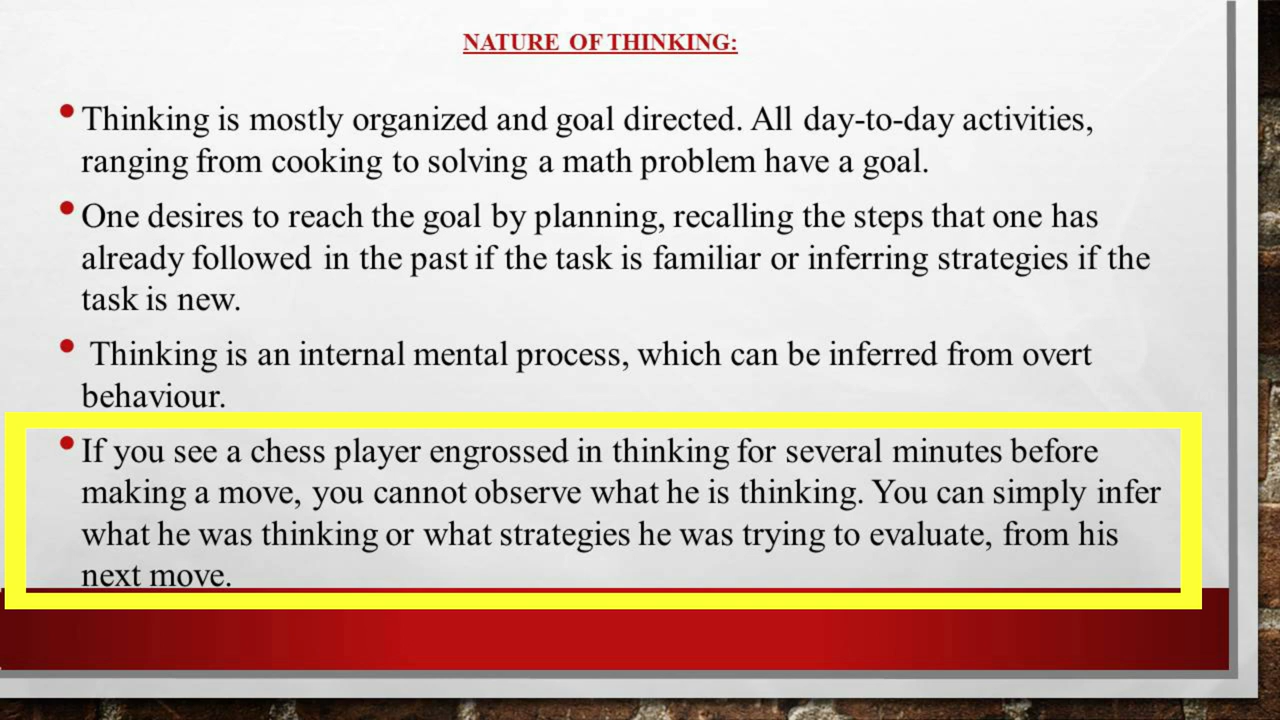 NATURE OF THINKING:
• Thinking is mostly organized and goal directed. All day-to-day activities,
ranging from cooking to solving a math problem have a goal.
• One desires to reach the goal by planning, recalling the steps that one has
already followed in the past if the task is familiar or inferring strategies if the
task is new.
• Thinking is an internal mental process, which can be inferred from overt
behaviour.
• If you see a chess player engrossed in thinking for several minutes before
making a move, you cannot observe what he is thinking. You can simply infer
what he was thinking or what strategies he was trying to evaluate, from his
next move.